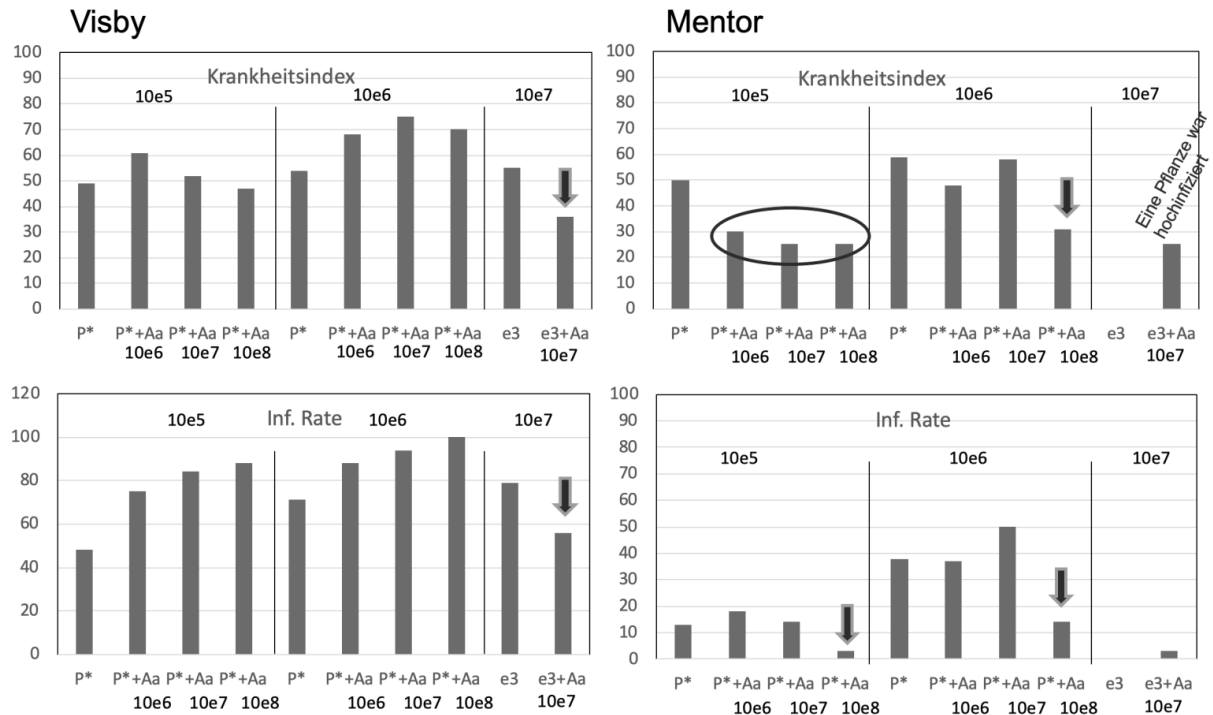 Visby
Krankheitsindex
10e5 10e6 10e7
100
90
80
70
60
50
40
30
20
10
0
P* P*+Aa P*+Aa P*+Aa P* P*+Aa P*+Aa P*+Aa e3 e3+Aa
10e6 10e7 10e8 10e6 10e7 10e8 10e7
Mentor
Krankheitsindex
10e5 10e6 10e7
Eine Pflanze war
hochinfiziert
100
90
80
70
60
50
40
30
20
10
0
P* P*+Aa P*+Aa P*+Aa P* P*+Aa P*+Aa P*+Aa e3 e3+Aa
10e6 10e7 10e8 10e6 10e7 10e8 10e7
Inf. Rate
10e5 10e6 10e7
120
100
80
60
40
20
0
P* P*+Aa P*+Aa P*+Aa P* P*+Aa P*+Aa P*+Aa e3 e3+Aa
10e6 10e7 10e8 10e6 10e7 10e8 10e7
Inf. Rate
10e5 10e6 10e7
100
90
80
70
60
50
40
30
20
10
0
P* P*+Aa P*+Aa P*+Aa P* P*+Aa P*+Aa P*+Aa e3 e3+Aa
10e6 10e7 10e8 10e6 10e7 10e8 10e7